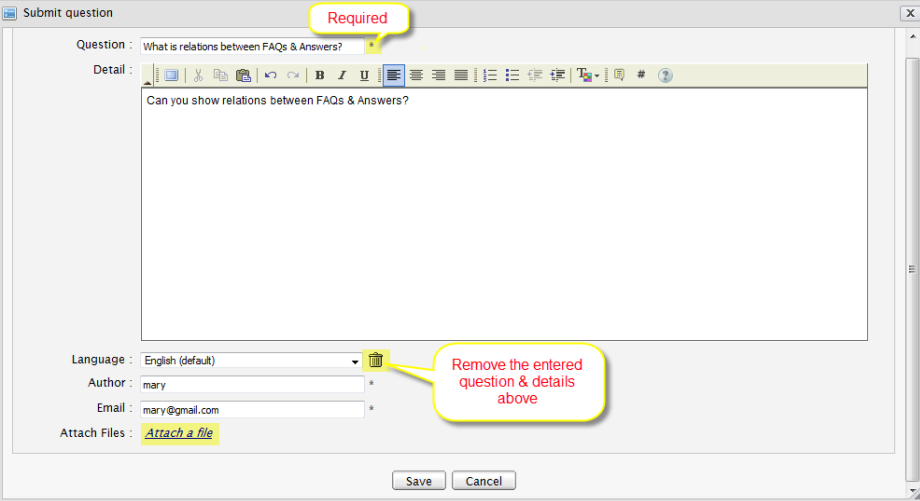 Submit question
Required
Question : What is relations between FAQs & Answers? *
Detail :
B I U
Can you show relations between FAQs & Answers?
Language : English (default)
Remove the entered
question & details
above
Author : mary *
Email : mary@gmail.com *
Attach Files : Attach a file
Save Cancel